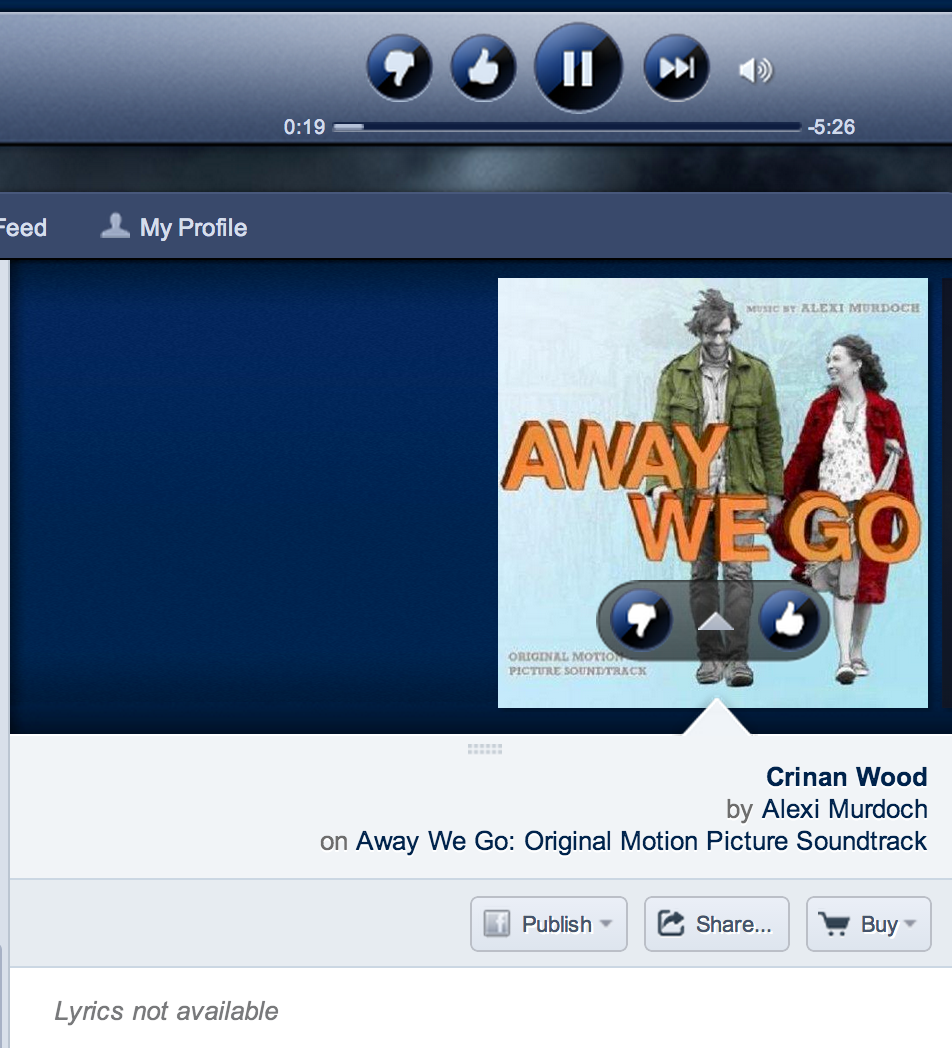 0:19 -5:26
Feed My Profile
MUSIC BY ALEXI MURDOCH
AWAY
WE GO
ORIGINAL MOTION
PICTURE SOUNDTRACK
Crinan Wood
by Alexi Murdoch
on Away We Go: Original Motion Picture Soundtrack
f Publish Share... Buy
Lyrics not available